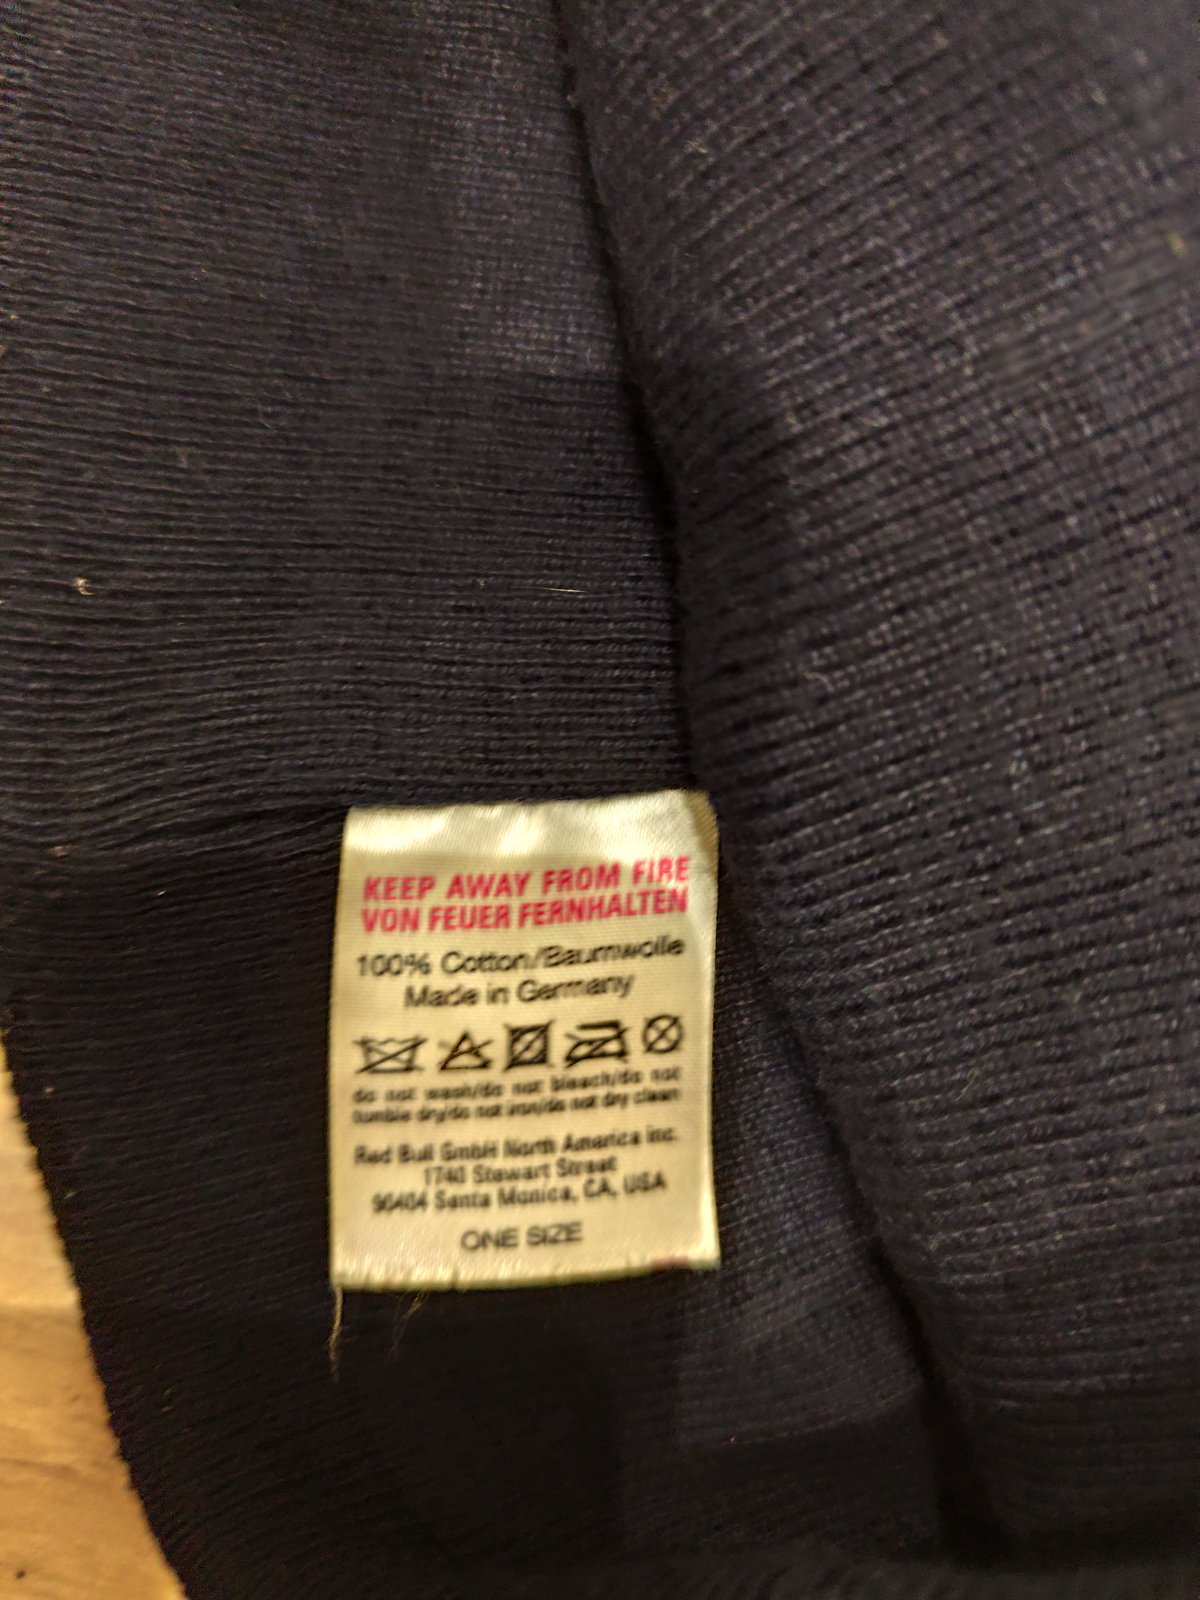 KEEP AWAY FROM FIRE
VON FEUER FERNHALTEN
100% Cotton/Baumwolle
Made in Germany
do not wash/do not bleach/do not
tumble dry/do not iron/do not dry clean
Red Bull GmbH North America Inc.
1740 Stewart Street
90404 Santa Monica, CA, USA
ONE SIZE